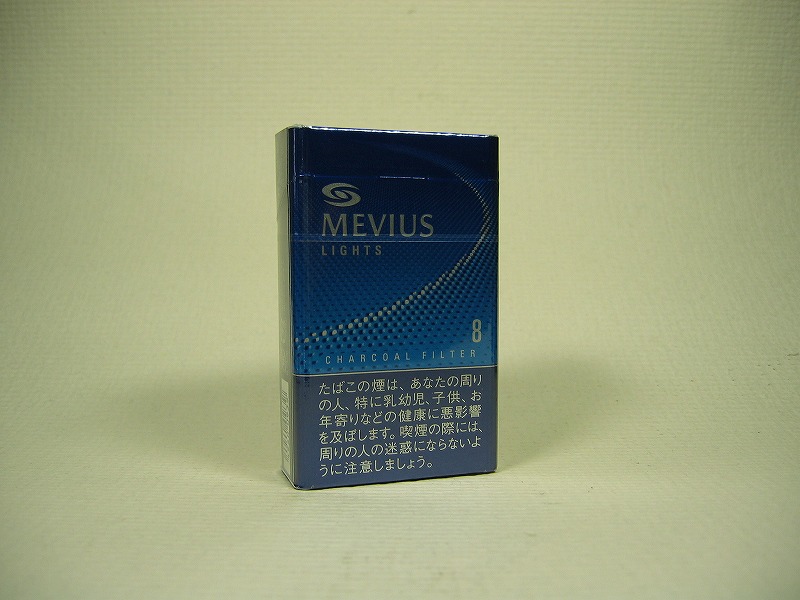 MEVIUS
LIGHTS
8
CHARCOAL FILTER
たばこの煙は、あなたの周り
の人、特に乳幼児、子供、お
年寄りなどの健康に悪影響
を及ぼします。喫煙の際には、
周りの人の迷惑にならないよ
うに注意しましょう。